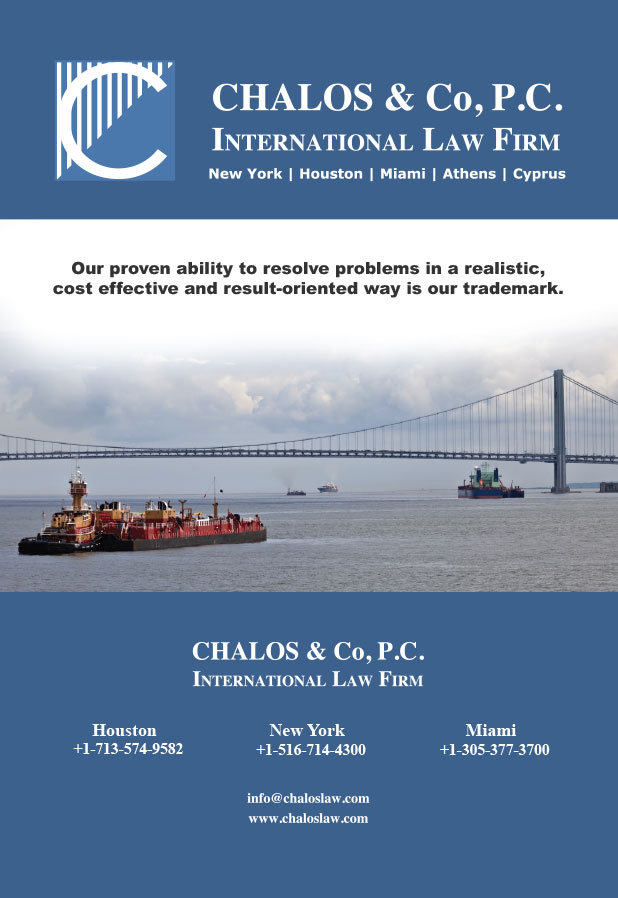 CHALOS & Co, P.C.
International Law Firm
New York | Houston | Miami | Athens | Cyprus
Our proven ability to resolve problems in a realistic,
cost effective and result-oriented way is our trademark.
CHALOS & Co, P.C.
International Law Firm
Houston New York Miami
+1-713-574-9582 +1-516-714-4300 +1-305-377-3700
info@chaloslaw.com
www.chaloslaw.com